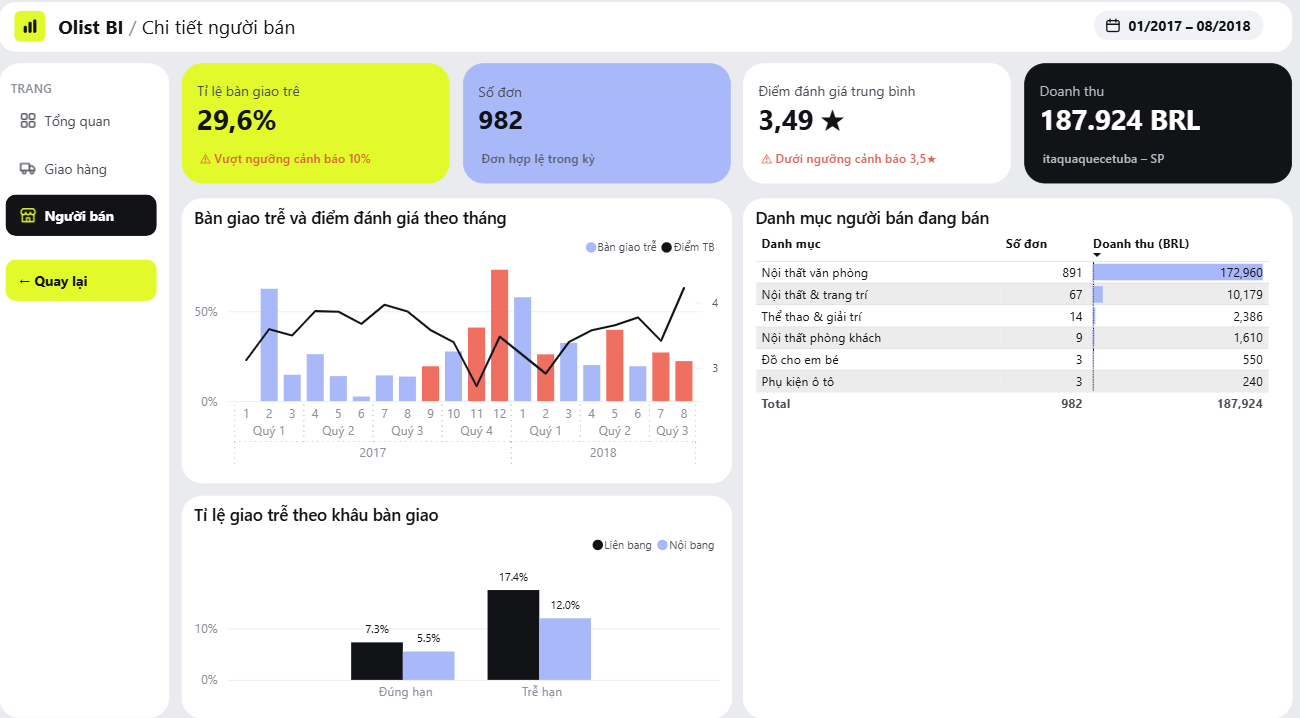 Olist BI / Chi tiết người bán
01/2017 – 08/2018
TRANG
Tổng quan
Giao hàng
Người bán
← Quay lại
Tỉ lệ bàn giao trễ
29,6%
⚠ Vượt ngưỡng cảnh báo 10%
Số đơn
982
Đơn hợp lệ trong kỳ
Điểm đánh giá trung bình
3,49 ★
⚠ Dưới ngưỡng cảnh báo 3,5★
Doanh thu
187.924 BRL
itaquaquecetuba – SP
Bàn giao trễ và điểm đánh giá theo tháng
Bàn giao trễ Điểm TB
50%
0%
4
3
1 2 3 4 5 6 7 8 9 10 11 12 1 2 3 4 5 6 7 8
Quý 1 Quý 2 Quý 3 Quý 4 Quý 1 Quý 2 Quý 3
2017 2018
Tỉ lệ giao trễ theo khâu bàn giao
Liên bang Nội bang
17.4%
12.0%
7.3%
5.5%
10%
0%
Đúng hạn Trễ hạn
Danh mục người bán đang bán
Danh mục Số đơn Doanh thu (BRL)
Nội thất văn phòng 891 172,960
Nội thất & trang trí 67 10,179
Thể thao & giải trí 14 2,386
Nội thất phòng khách 9 1,610
Đồ cho em bé 3 550
Phụ kiện ô tô 3 240
Total 982 187,924